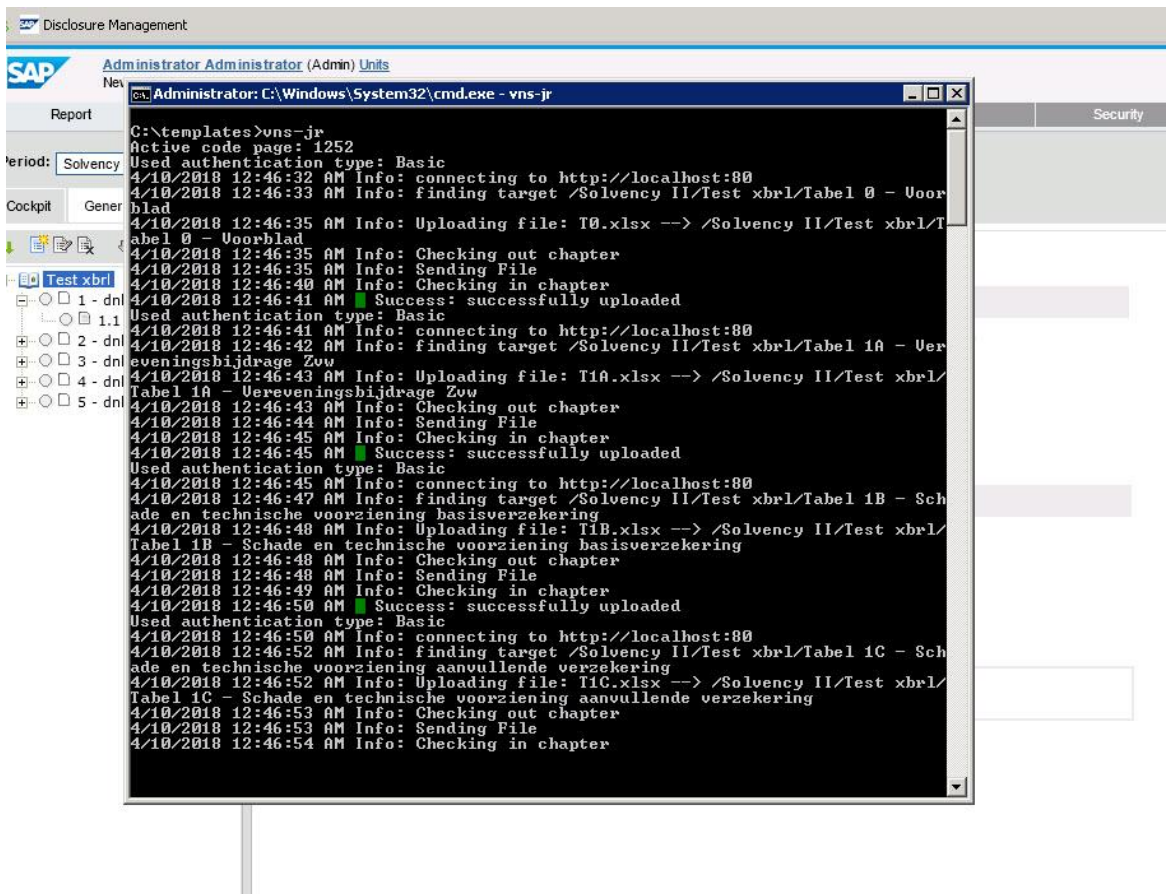 Disclosure Management
SAP
Administrator Administrator (Admin) Units
Administrator: C:\Windows\System32\cmd.exe - vns-jr
Report
Security
Period: Solvency
Cockpit
Test xbrl
1 - dnl
1.1
2 - dnl
3 - dnl
4 - dnl
5 - dnl
C:\templates>vns-jr
Active code page: 1252
Used authentication type: Basic
4/10/2018 12:46:32 AM Info: connecting to http://localhost:80
4/10/2018 12:46:33 AM Info: finding target /Solvency II/Test xbrl/Tabel 0 - Voor
blad
4/10/2018 12:46:35 AM Info: Uploading file: T0.xlsx --> /Solvency II/Test xbrl/T
abel 0 - Voorblad
4/10/2018 12:46:35 AM Info: Checking out chapter
4/10/2018 12:46:35 AM Info: Sending File
4/10/2018 12:46:40 AM Info: Checking in chapter
4/10/2018 12:46:41 AM Success: successfully uploaded
Used authentication type: Basic
4/10/2018 12:46:41 AM Info: connecting to http://localhost:80
4/10/2018 12:46:42 AM Info: finding target /Solvency II/Test xbrl/Tabel 1A - Ver
eveningsbijdrage Zvw
4/10/2018 12:46:43 AM Info: Uploading file: T1A.xlsx --> /Solvency II/Test xbrl/
Tabel 1A - Vereveningsbijdrage Zvw
4/10/2018 12:46:43 AM Info: Checking out chapter
4/10/2018 12:46:44 AM Info: Sending File
4/10/2018 12:46:45 AM Info: Checking in chapter
4/10/2018 12:46:45 AM Success: successfully uploaded
Used authentication type: Basic
4/10/2018 12:46:45 AM Info: connecting to http://localhost:80
4/10/2018 12:46:47 AM Info: finding target /Solvency II/Test xbrl/Tabel 1B - Sch
ade en technische voorziening basisverzekering
4/10/2018 12:46:48 AM Info: Uploading file: T1B.xlsx --> /Solvency II/Test xbrl/
Tabel 1B - Schade en technische voorziening basisverzekering
4/10/2018 12:46:48 AM Info: Checking out chapter
4/10/2018 12:46:48 AM Info: Sending File
4/10/2018 12:46:49 AM Info: Checking in chapter
4/10/2018 12:46:50 AM Success: successfully uploaded
Used authentication type: Basic
4/10/2018 12:46:50 AM Info: connecting to http://localhost:80
4/10/2018 12:46:52 AM Info: finding target /Solvency II/Test xbrl/Tabel 1C - Sch
ade en technische voorziening aanvullende verzekering
4/10/2018 12:46:52 AM Info: Uploading file: T1C.xlsx --> /Solvency II/Test xbrl/
Tabel 1C - Schade en technische voorziening aanvullende verzekering
4/10/2018 12:46:53 AM Info: Checking out chapter
4/10/2018 12:46:53 AM Info: Sending File
4/10/2018 12:46:54 AM Info: Checking in chapter